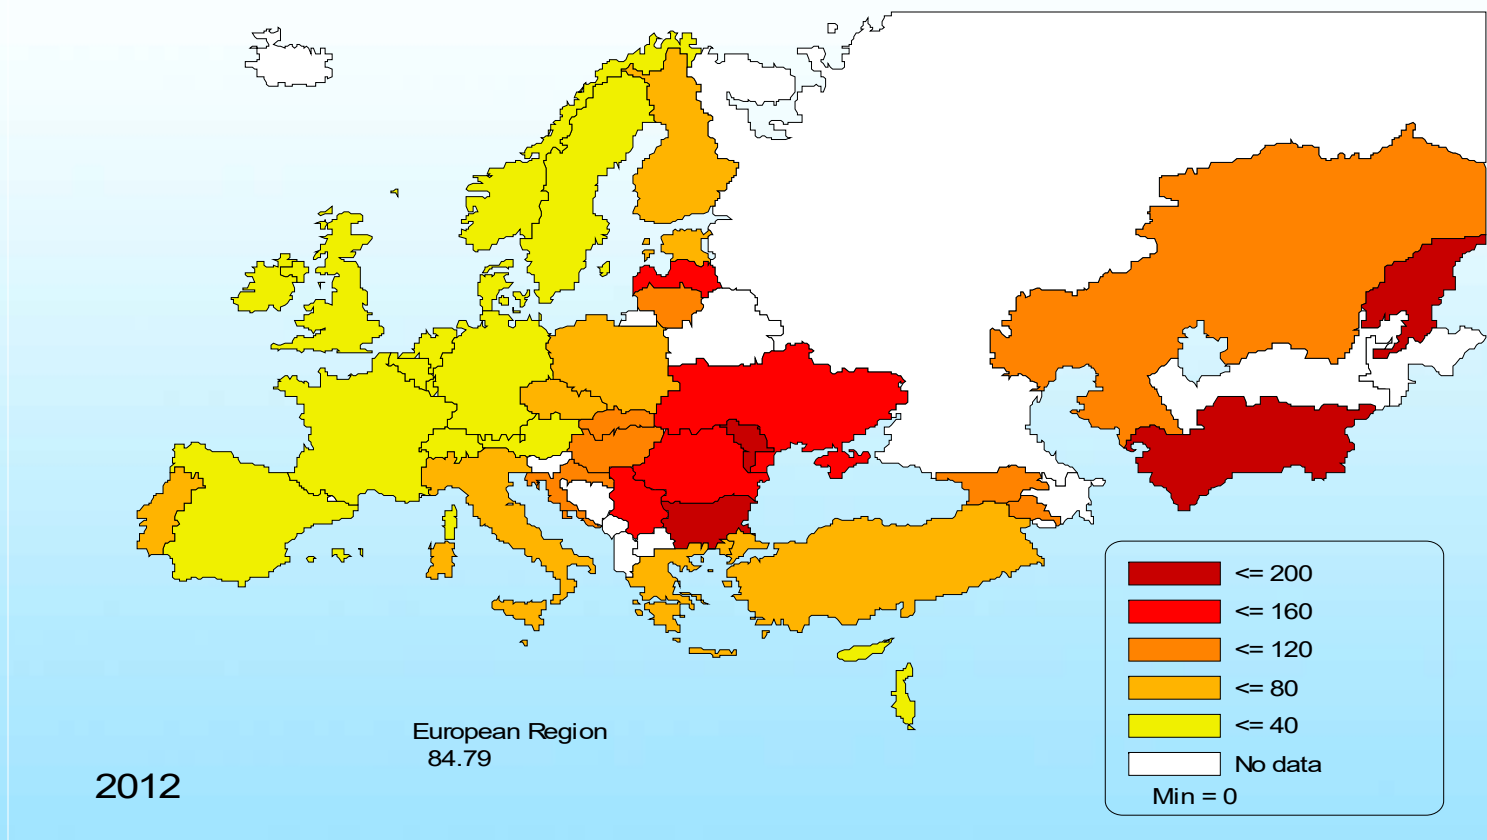 <= 200
<= 160
<= 120
<= 80
<= 40
No data
Min = 0
European Region
84.79
2012